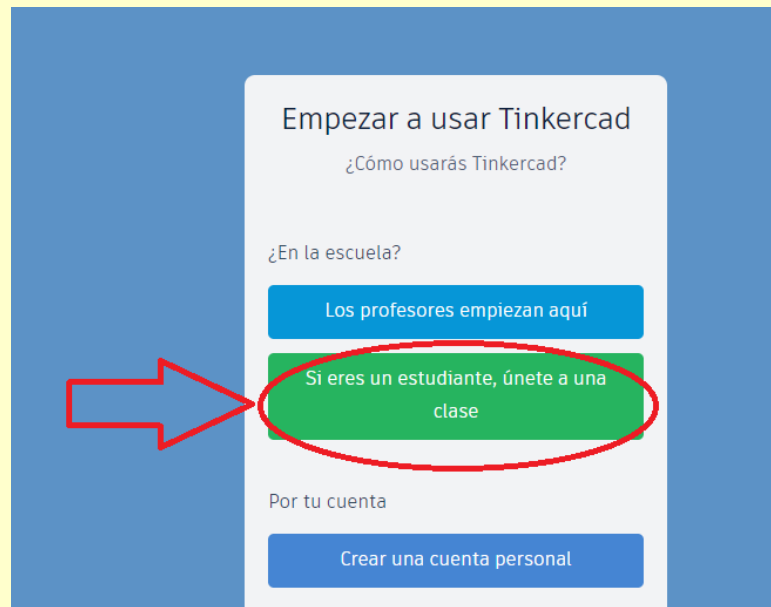 Empezar a usar Tinkercad
¿Cómo usarás Tinkercad?
¿En la escuela?
Los profesores empiezan aquí
Si eres un estudiante, únete a una
clase
Por tu cuenta
Crear una cuenta personal